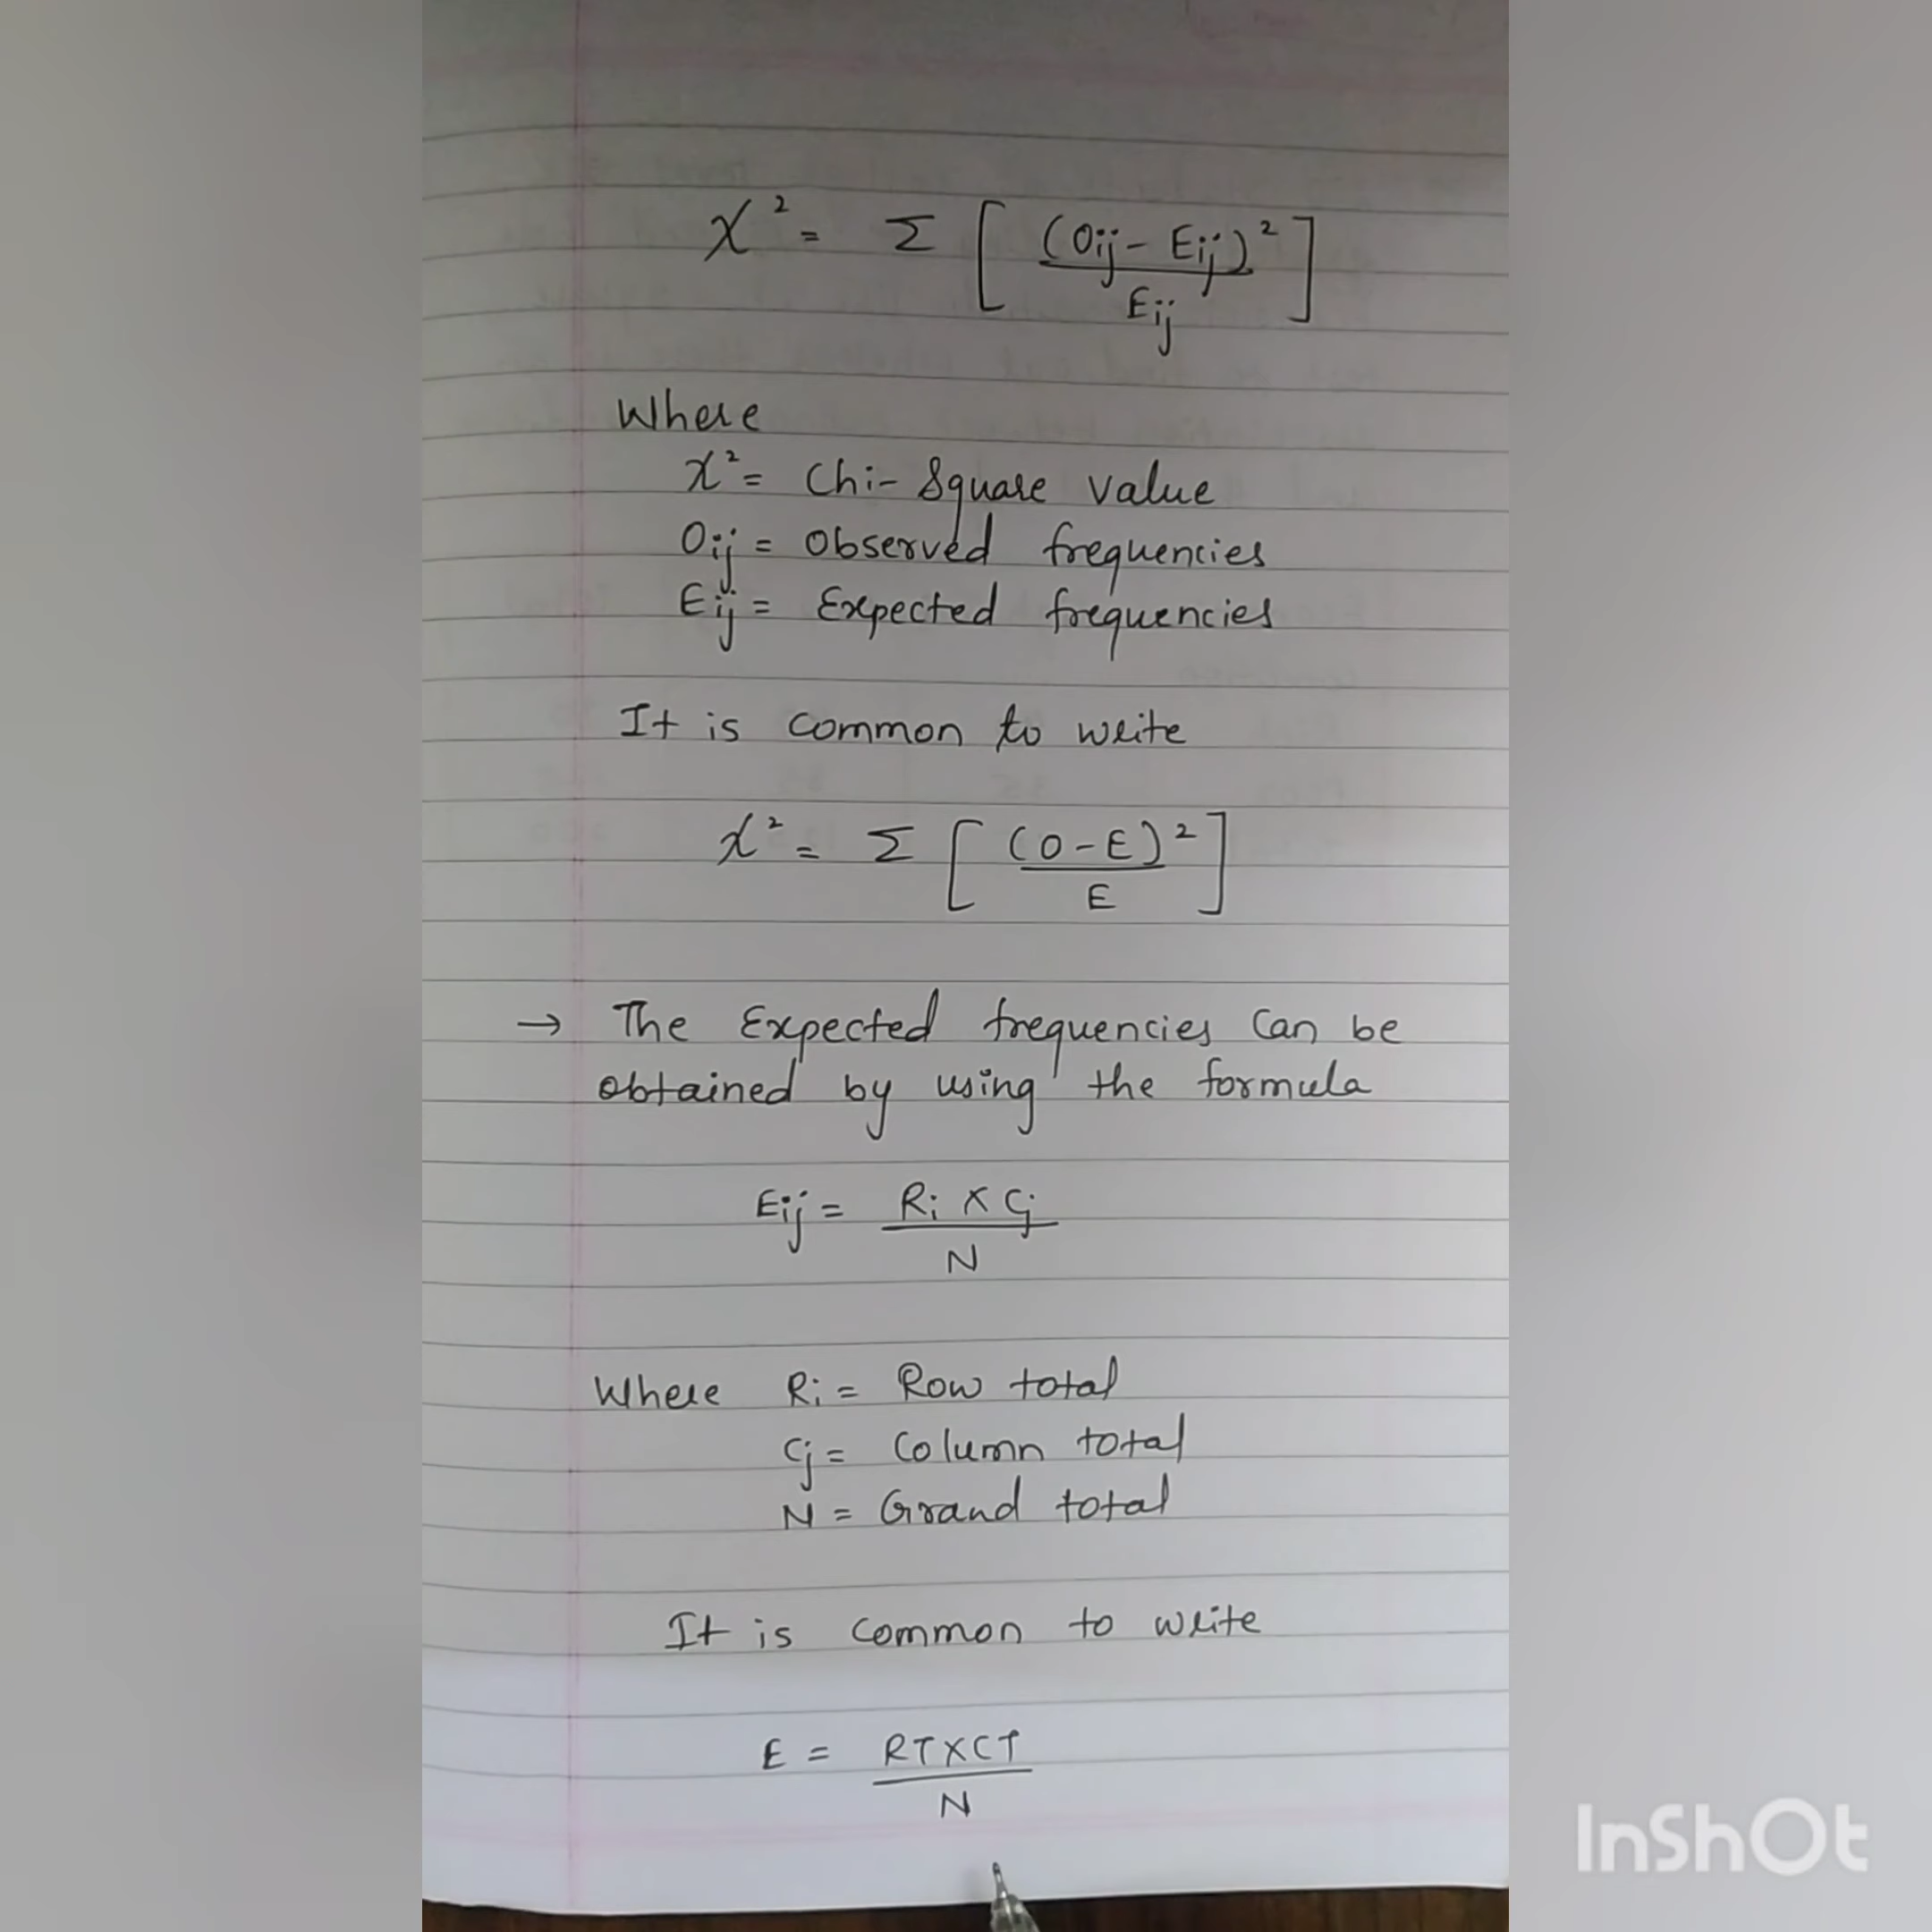 χ² = Σ [ (Oij - Eij)² / Eij ]
Where
χ² = Chi-Square value
Oij = Observed frequencies
Eij = Expected frequencies
It is common to write
χ² = Σ [ (O-E)² / E ]
→ The Expected frequencies can be
obtained by using the formula
Eij = Ri × Cj / N
Where Ri = Row total
Cj = Column total
N = Grand total
It is common to write
E = RT×CT / N
InShOt